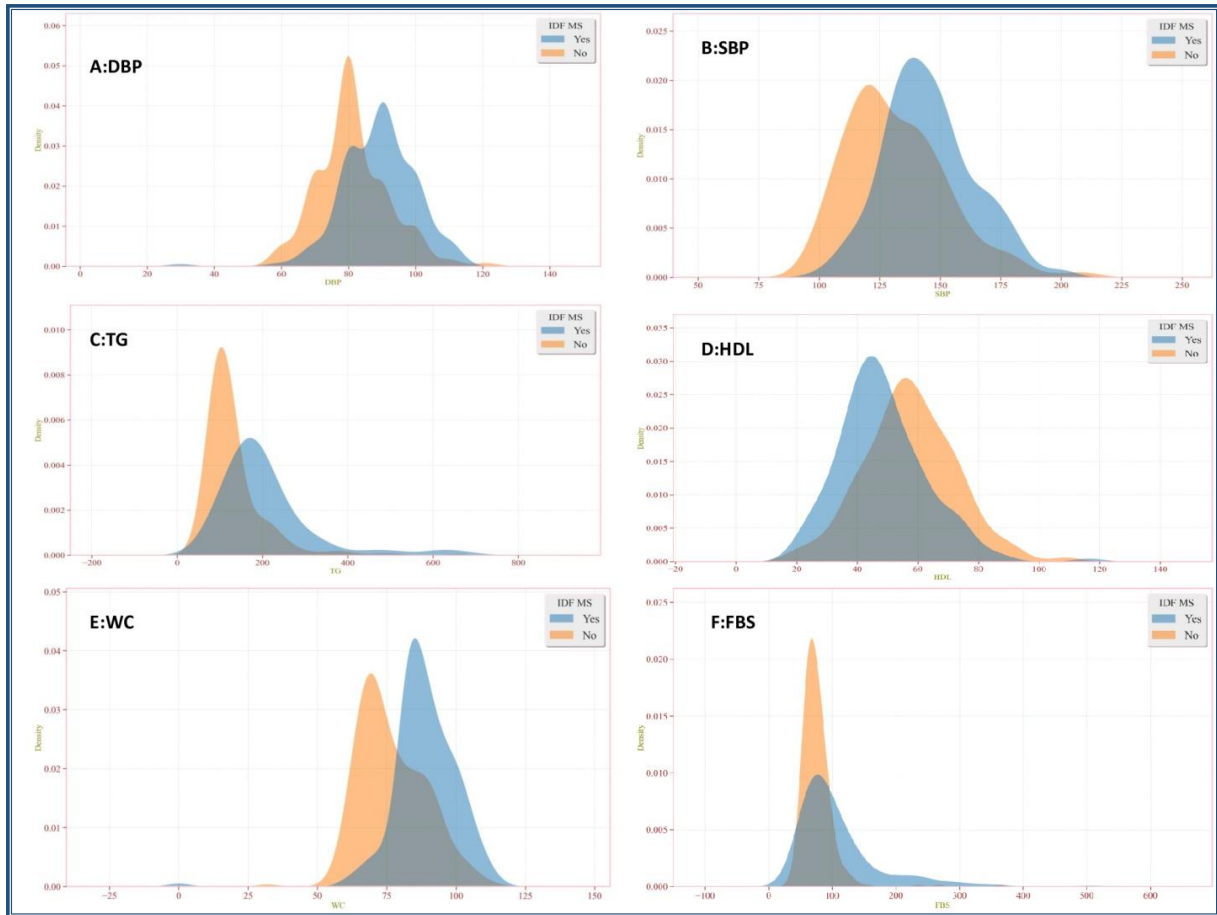 A:DBP
IDF MS
Yes
No
0.06
0.05
0.04
0.03
0.02
0.01
0.00
Density
0 20 40 60 80 100 120 140
DBP
B:SBP
IDF MS
Yes
No
0.025
0.020
0.015
0.010
0.005
0.000
Density
50 75 100 125 150 175 200 225 250
SBP
C:TG
IDF MS
Yes
No
0.010
0.008
0.006
0.004
0.002
0.000
Density
-200 0 200 400 600 800
TG
D:HDL
IDF MS
Yes
No
0.035
0.030
0.025
0.020
0.015
0.010
0.005
0.000
Density
-20 0 20 40 60 80 100 120 140
HDL
E:WC
IDF MS
Yes
No
0.05
0.04
0.03
0.02
0.01
0.00
Density
-25 0 25 50 75 100 125 150
WC
F:FBS
IDF MS
Yes
No
0.025
0.020
0.015
0.010
0.005
0.000
Density
-100 0 100 200 300 400 500 600
FBS